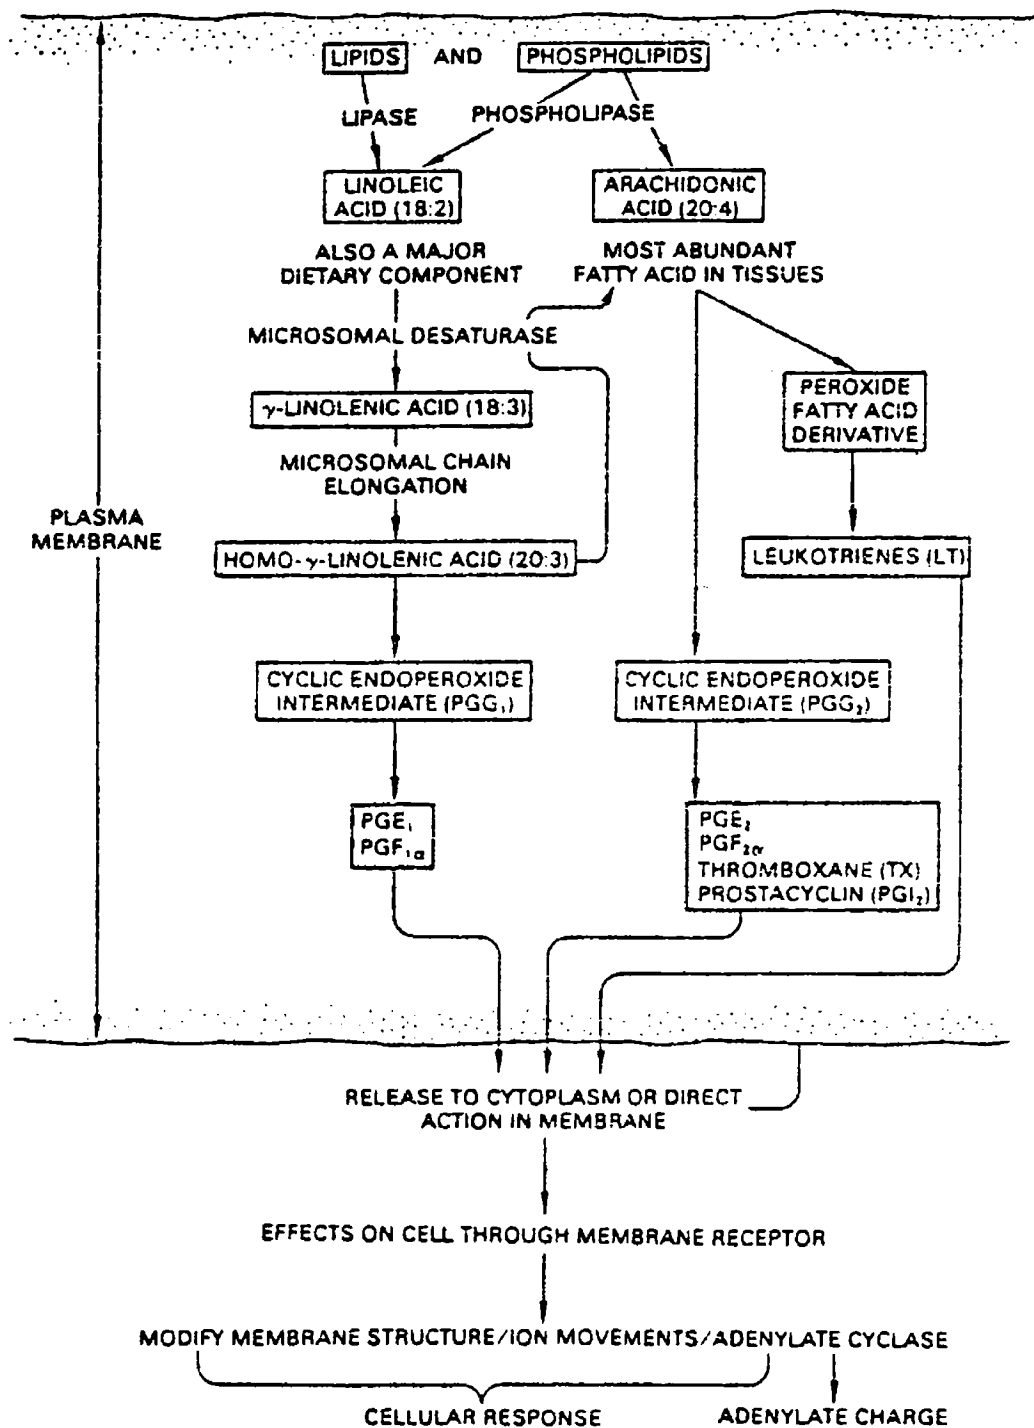 LIPIDS AND PHOSPHOLIPIDS
LIPASE PHOSPHOLIPASE
LINOLEIC
ACID (18:2)
ARACHIDONIC
ACID (20:4)
ALSO A MAJOR
DIETARY COMPONENT
MOST ABUNDANT
FATTY ACID IN TISSUES
MICROSOMAL DESATURASE
γ-LINOLENIC ACID (18:3)
PEROXIDE
FATTY ACID
DERIVATIVE
MICROSOMAL CHAIN
ELONGATION
PLASMA
MEMBRANE
HOMO-γ-LINOLENIC ACID (20:3)
LEUKOTRIENES (LT)
CYCLIC ENDOPEROXIDE
INTERMEDIATE (PGG₁)
CYCLIC ENDOPEROXIDE
INTERMEDIATE (PGG₂)
PGE₁
PGF₁α
PGE₂
PGF₂α
THROMBOXANE (TX)
PROSTACYCLIN (PGI₂)
RELEASE TO CYTOPLASM OR DIRECT
ACTION IN MEMBRANE
EFFECTS ON CELL THROUGH MEMBRANE RECEPTOR
MODIFY MEMBRANE STRUCTURE/ION MOVEMENTS/ADENYLATE CYCLASE
CELLULAR RESPONSE
ADENYLATE CHARGE